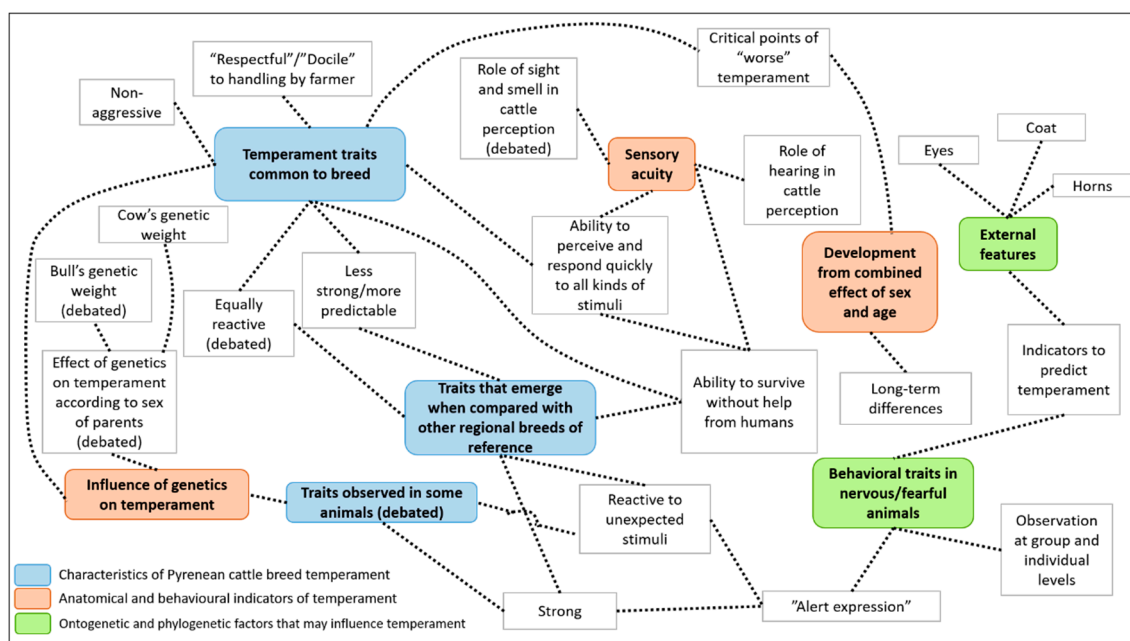 "Respectful"/"Docile"
to handling by farmer
Critical points of
"worse"
temperament
Non-
aggressive
Role of sight
and smell in
cattle
perception
(debated)
Temperament traits
common to breed
Sensory
acuity
Role of
hearing in
cattle
perception
Coat
Eyes
Horns
External
features
Cow's genetic
weight
Bull's genetic
weight
(debated)
Equally
reactive
(debated)
Less
strong/more
predictable
Ability to
perceive and
respond quickly
to all kinds of
stimuli
Development
from combined
effect of sex
and age
Effect of genetics
on temperament
according to sex
of parents
(debated)
Traits that emerge
when compared with
other regional breeds of
reference
Ability to survive
without help
from humans
Long-term
differences
Indicators to
predict
temperament
Influence of genetics
on temperament
Traits observed in some
animals (debated)
Reactive to
unexpected
stimuli
Behavioral traits in
nervous/fearful
animals
Observation
at group and
individual
levels
Strong
"Alert expression"
Characteristics of Pyrenean cattle breed temperament
Anatomical and behavioural indicators of temperament
Ontogenetic and phylogenetic factors that may influence temperament